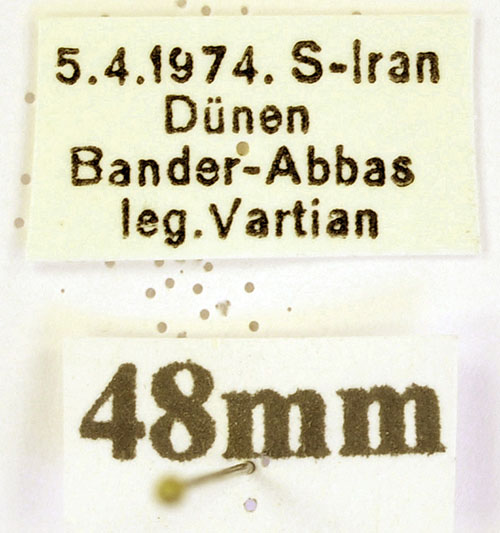 5.4.1974. S-Iran
Dünen
Bander-Abbas
leg. Vartian
48mm